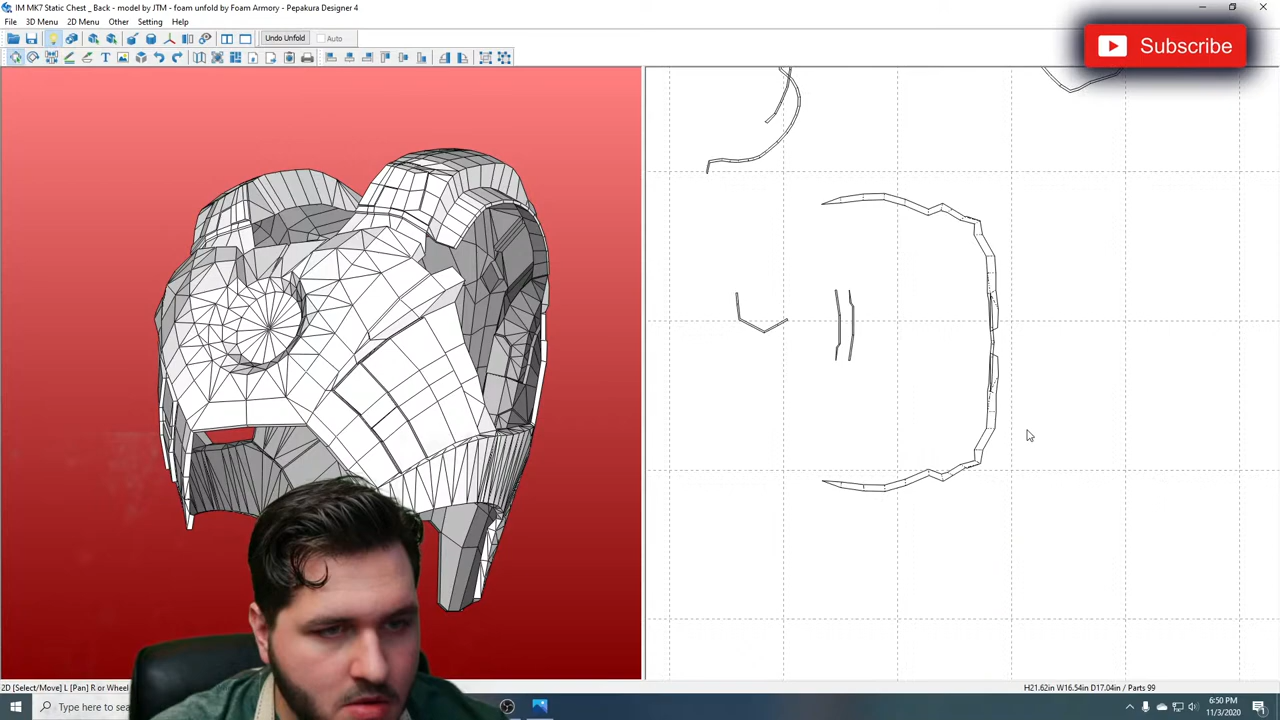 IM MK7 Static Chest _ Back - model by JTM - foam unfold by Foam Armory - Pepakura Designer 4
File 3D Menu 2D Menu Other Setting Help
Undo Unfold Auto
Subscribe
2D [Select/Move] L [Pan] R or Wheel
H21.62in W16.54in D17.04in / Parts 99
Type here to sea
6:50 PM
11/3/2020